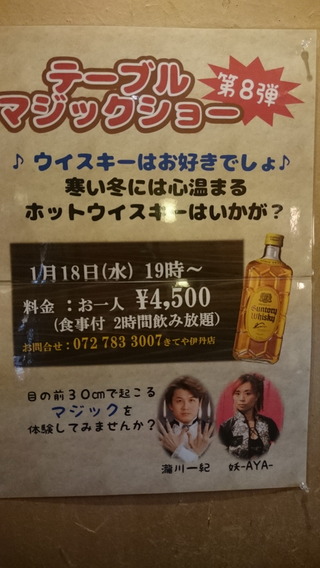 テーブル
マジックショー
第8弾
♪ ウイスキーはお好きでしょ♪
寒い冬には心温まる
ホットウイスキーはいかが？
1月18日(水) 19時～
料金 ：お一人 ¥4,500
(食事付 2時間飲み放題)
お問合せ：072 783 3007 きてや伊丹店
Suntory
Whisky
目の前30cmで起こる
マジックを
体験してみませんか？
瀧川一紀
妖-AYA-